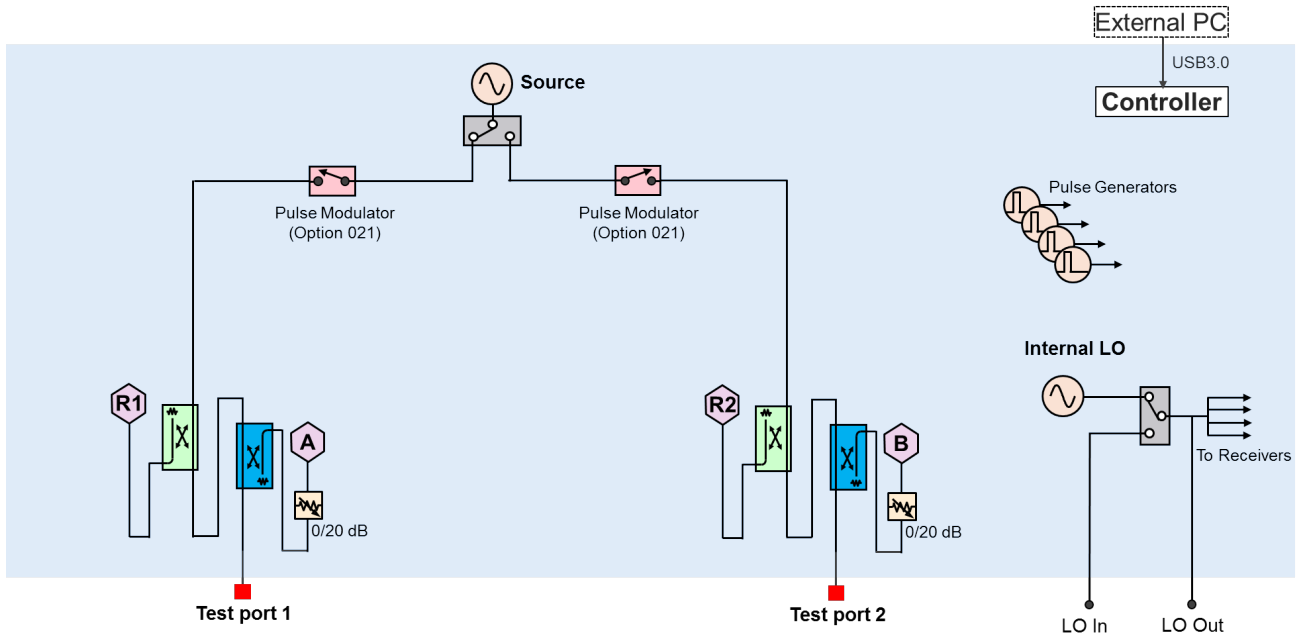 External PC
USB3.0
Controller
Source
Pulse Modulator
(Option 021)
Pulse Modulator
(Option 021)
Pulse Generators
Internal LO
R1
A
0/20 dB
R2
B
0/20 dB
To Receivers
Test port 1
Test port 2
LO In
LO Out